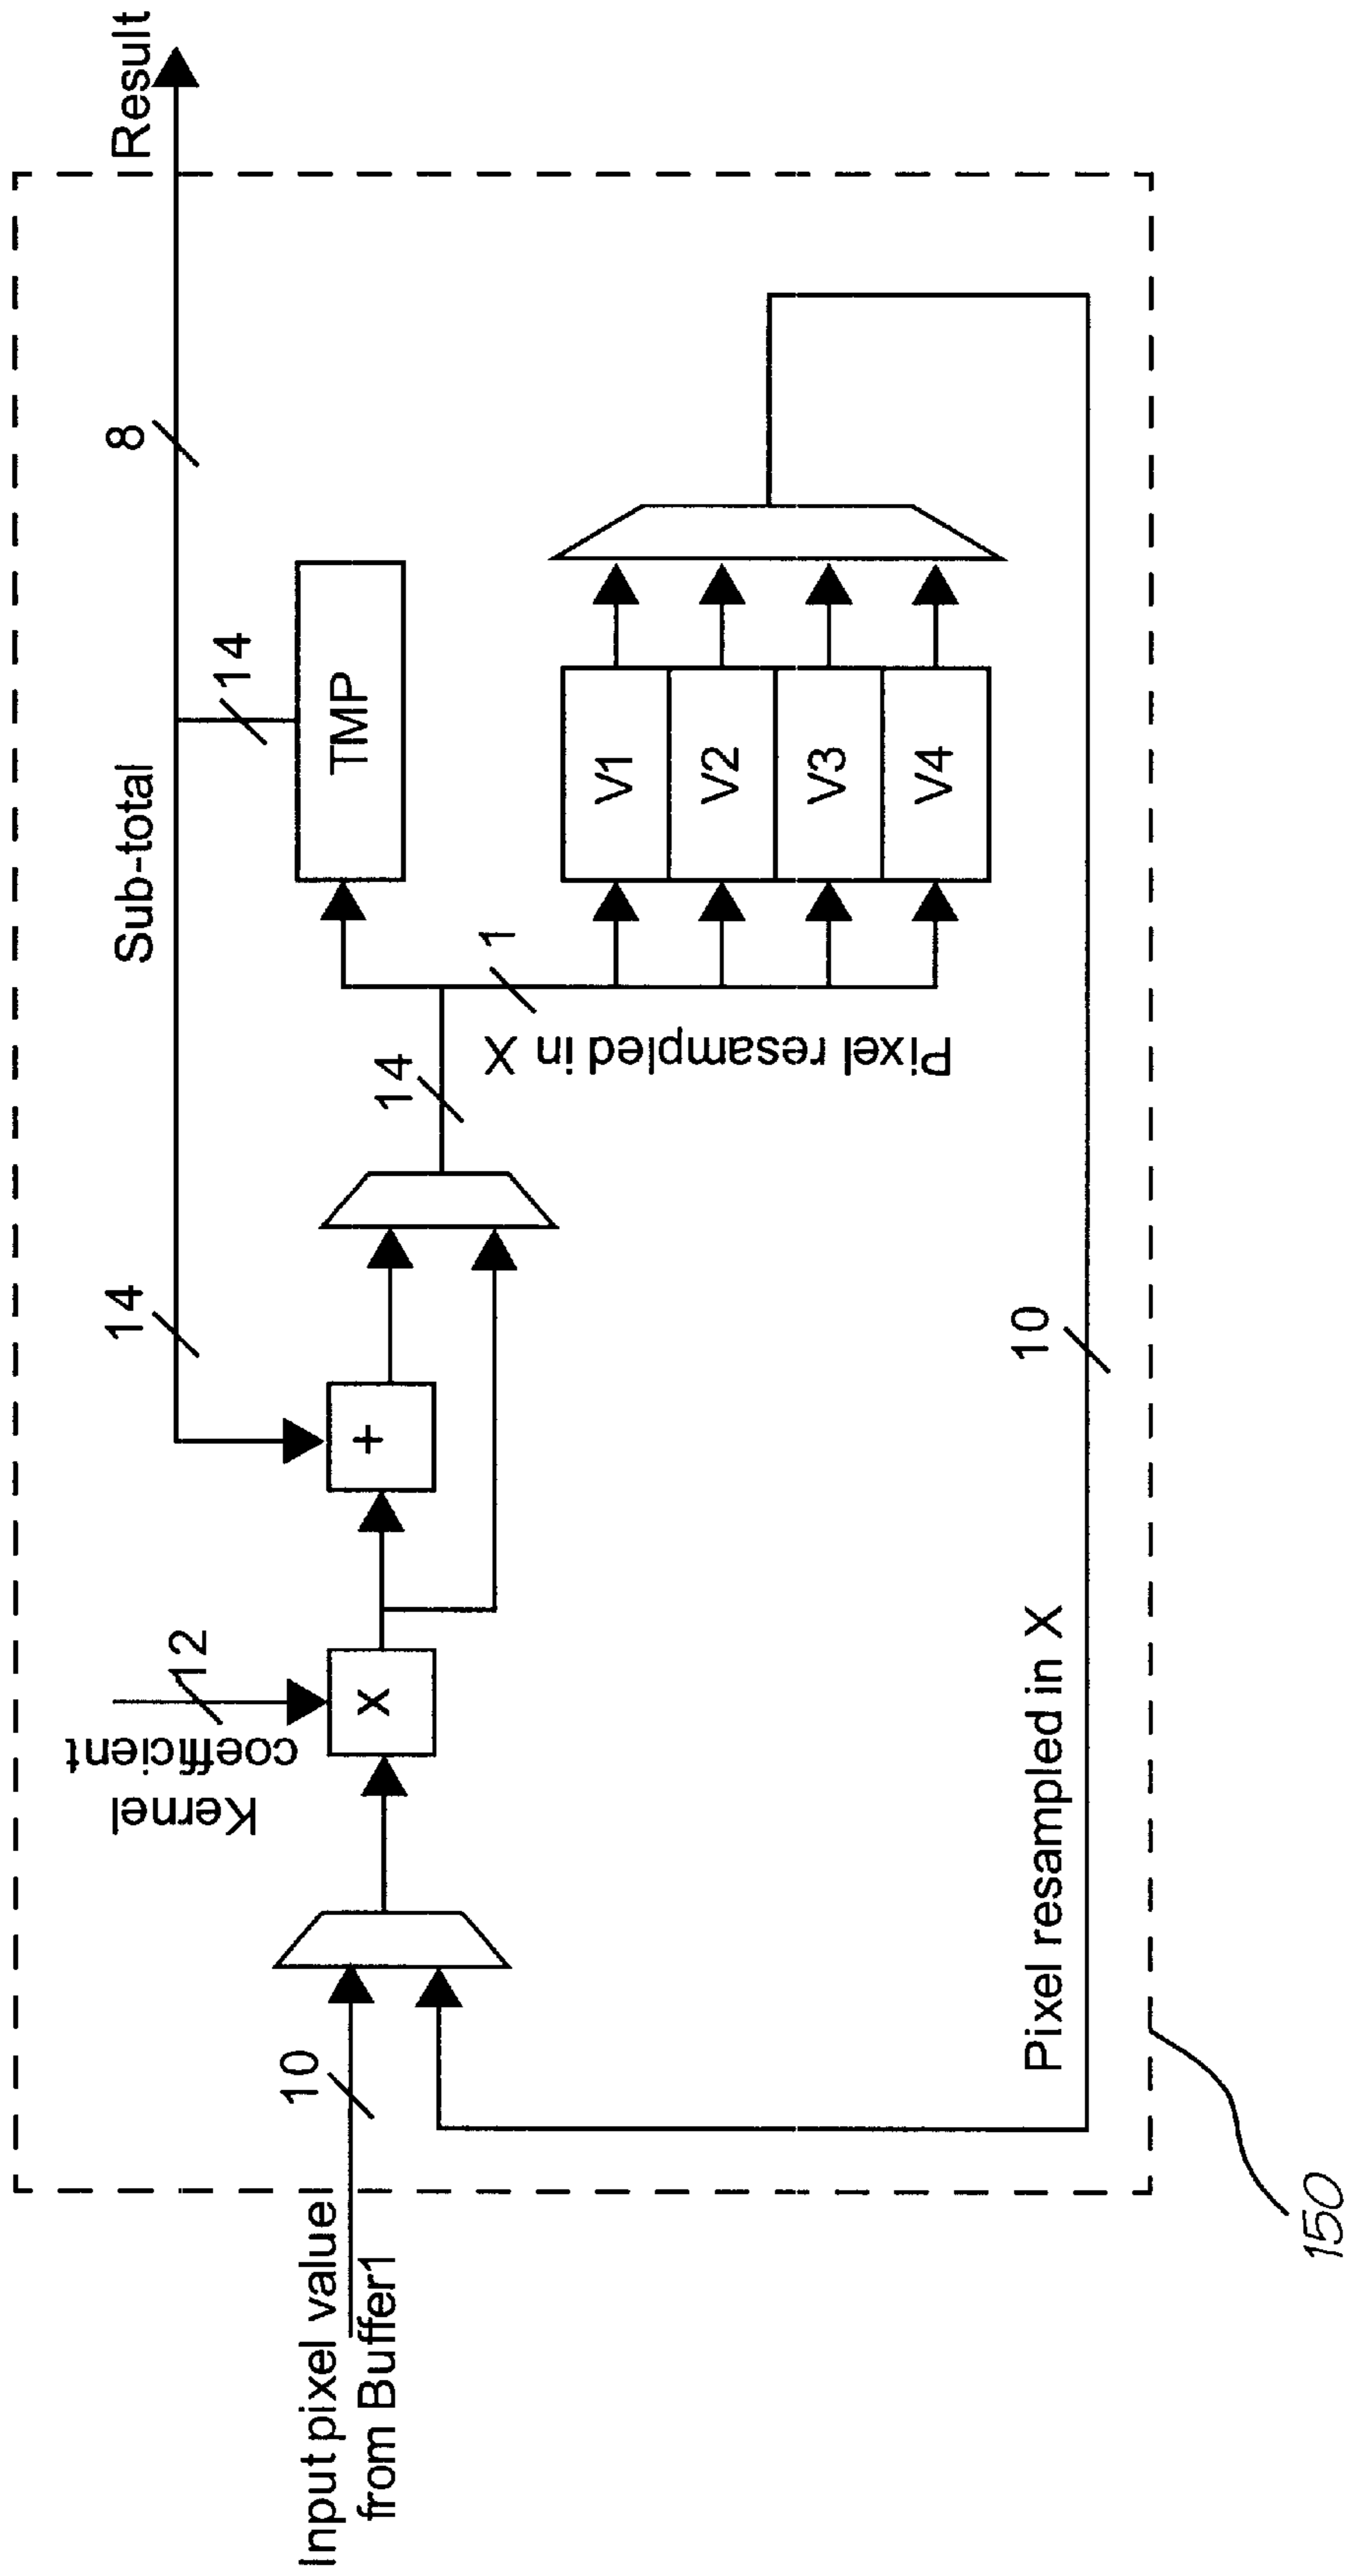 Result
8
Sub-total
14
14
TMP
12
Kernel
coefficient
x
+
14
1
Pixel resampled in X
V1
V2
V3
V4
10
Input pixel value
from Buffer1
10
Pixel resampled in X
150